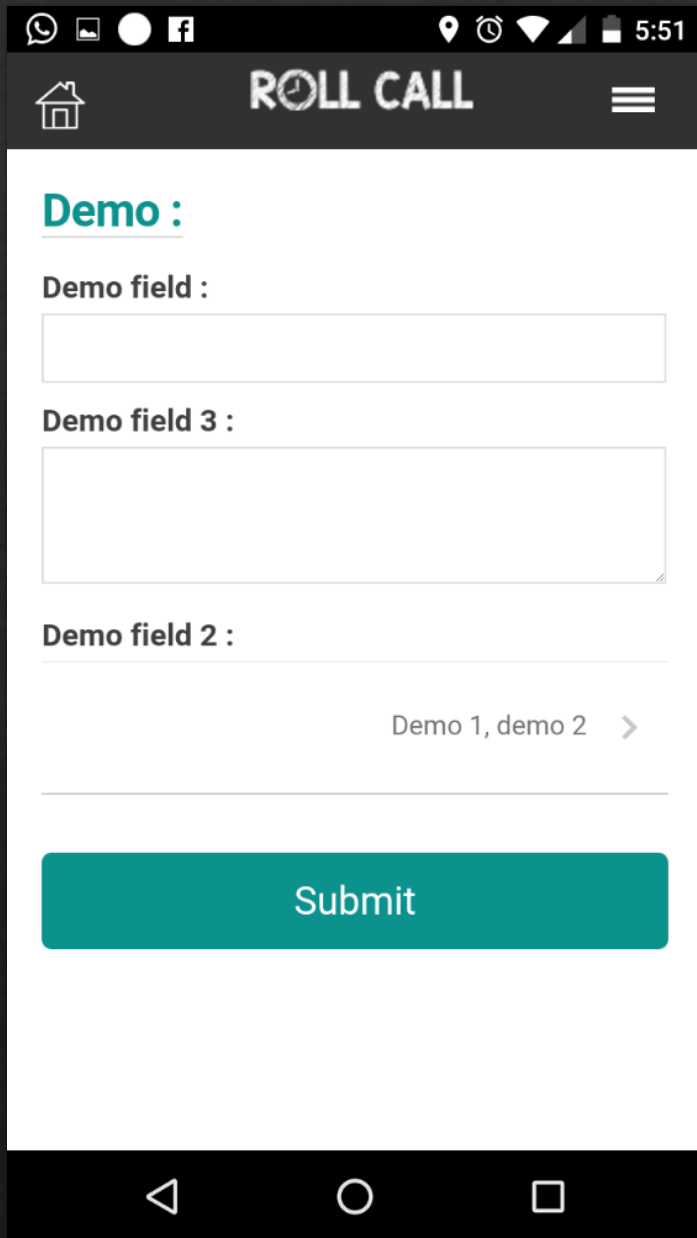 5:51
ROLL CALL
Demo :
Demo field :
Demo field 3 :
Demo field 2 :
Demo 1, demo 2
Submit